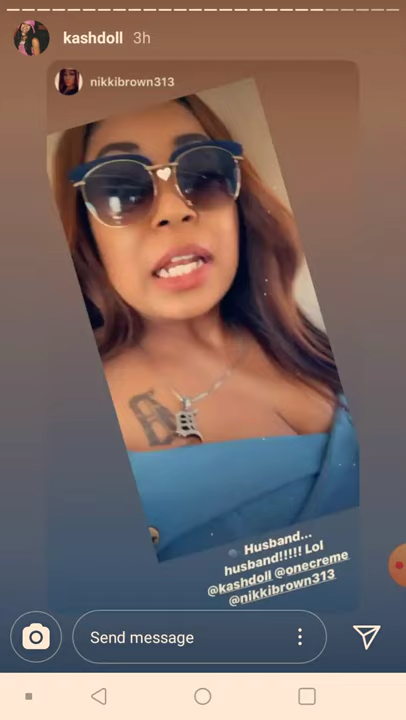 kashdoll 3h
nikkibrown313
Husband...
husband!!!!! Lol
@kashdoll @onecreme
@nikkibrown313
Send message